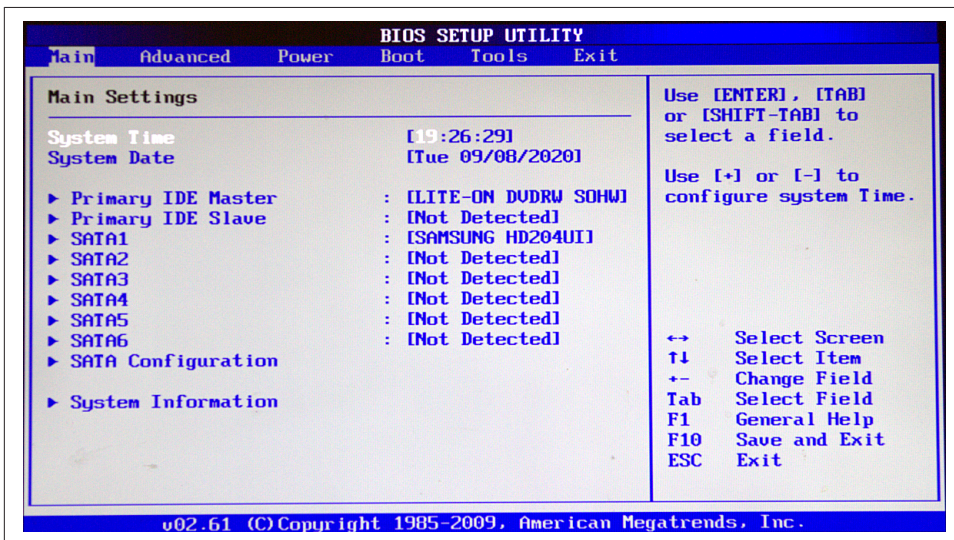 BIOS SETUP UTILITY
Main Advanced Power Boot Tools Exit
Main Settings
System Time [19:26:29]
System Date [Tue 09/08/2020]
▶ Primary IDE Master : [LITE-ON DVDRW SOHW]
▶ Primary IDE Slave : [Not Detected]
▶ SATA1 : [SAMSUNG HD204UI]
▶ SATA2 : [Not Detected]
▶ SATA3 : [Not Detected]
▶ SATA4 : [Not Detected]
▶ SATA5 : [Not Detected]
▶ SATA6 : [Not Detected]
▶ SATA Configuration
▶ System Information
Use [ENTER], [TAB]
or [SHIFT-TAB] to
select a field.
Use [+] or [-] to
configure system Time.
↔ Select Screen
↑↓ Select Item
+- Change Field
Tab Select Field
F1 General Help
F10 Save and Exit
ESC Exit
v02.61 (C)Copyright 1985-2009, American Megatrends, Inc.